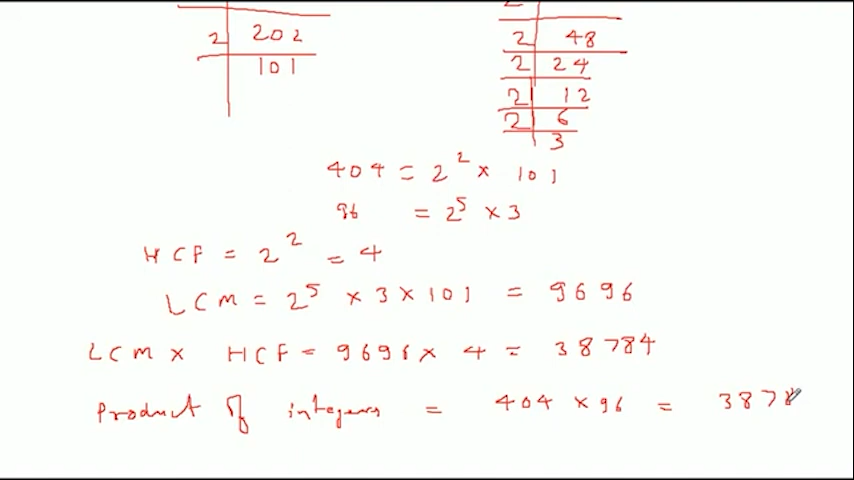 2 202
101
2 48
2 24
2 12
2 6
3
404 = 2² × 101
96 = 2⁵ × 3
HCF = 2² = 4
LCM = 2⁵ × 3 × 101 = 9696
LCM × HCF = 9696 × 4 = 38784
Product of integers = 404 × 96 = 387